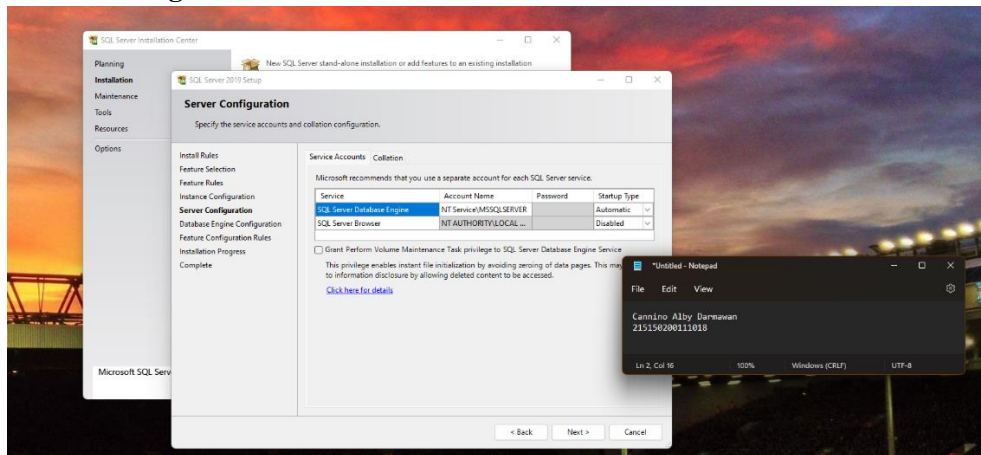 SQL Server Installation Center
Planning
Installation
Maintenance
Tools
Resources
Options
New SQL Server stand-alone installation or add features to an existing installation
Microsoft SQL Serv
SQL Server 2019 Setup
Server Configuration
Specify the service accounts and collation configuration.
Install Rules
Feature Selection
Feature Rules
Instance Configuration
Server Configuration
Database Engine Configuration
Feature Configuration Rules
Installation Progress
Complete
Service Accounts Collation
Microsoft recommends that you use a separate account for each SQL Server service.
Service Account Name Password Startup Type
SQL Server Database Engine NT Service\MSSQLSERVER Automatic
SQL Server Browser NT AUTHORITY\LOCAL ... Disabled
Grant Perform Volume Maintenance Task privilege to SQL Server Database Engine Service
This privilege enables instant file initialization by avoiding zeroing of data pages. This may
to information disclosure by allowing deleted content to be accessed.
Click here for details
< Back Next > Cancel
*Untitled - Notepad
File Edit View
Cannino Alby Darmawan
215150200111018
Ln 2, Col 16 100% Windows (CRLF) UTF-8